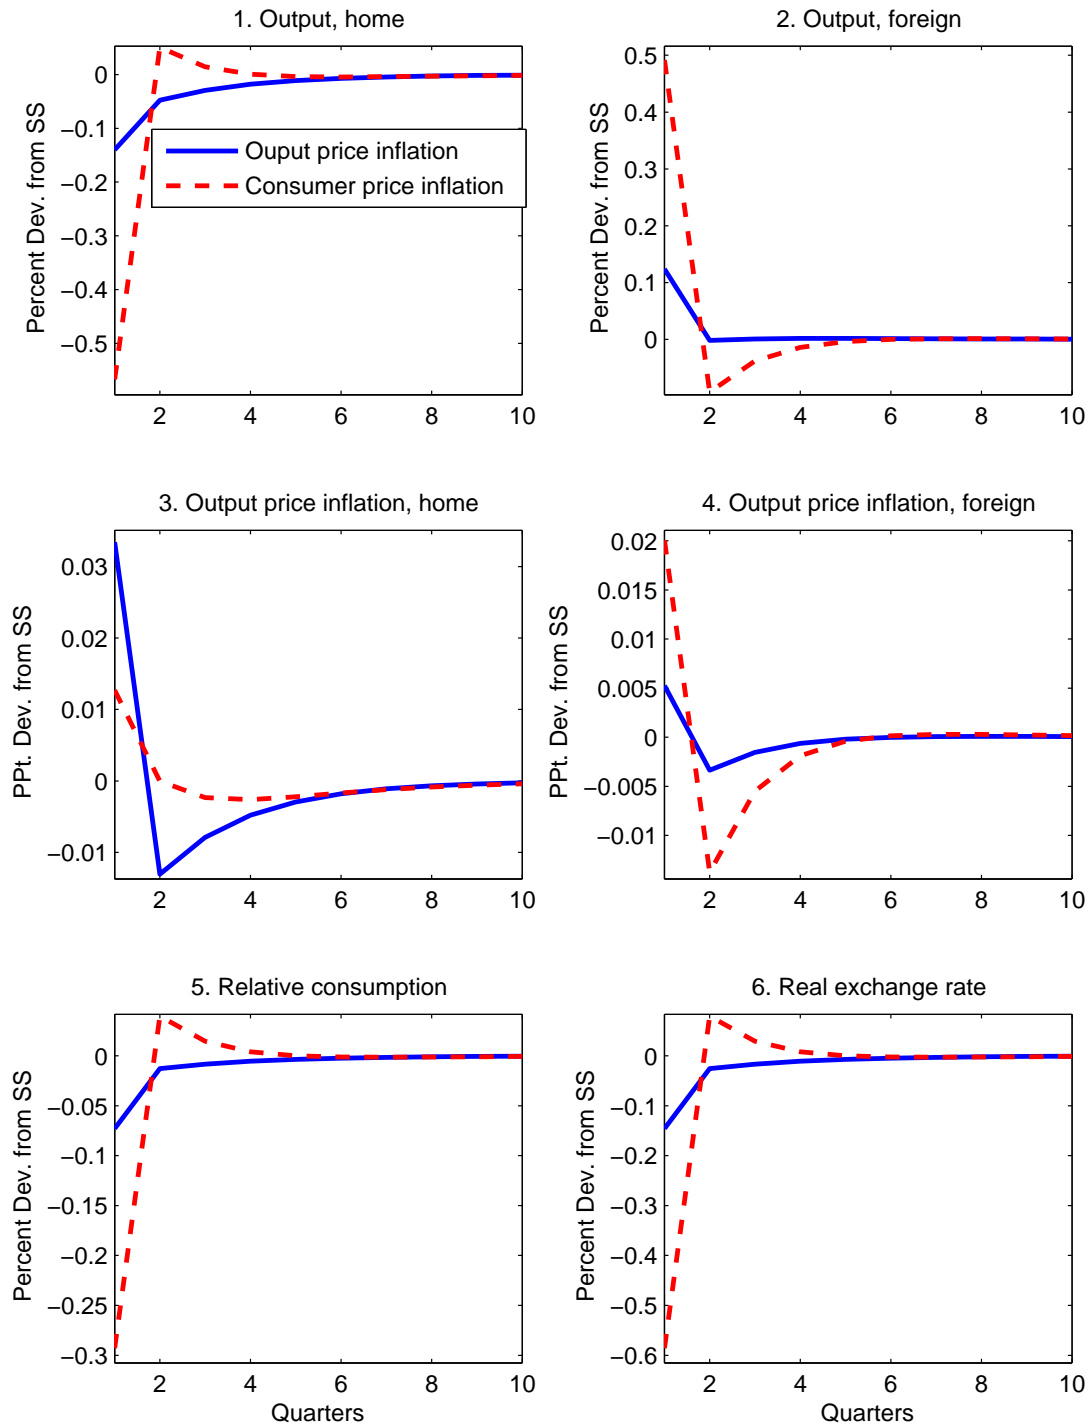 1. Output, home
Percent Dev. from SS
0
−0.1
−0.2
−0.3
−0.4
−0.5
Ouput price inflation
Consumer price inflation
2 4 6 8 10
2. Output, foreign
Percent Dev. from SS
0.5
0.4
0.3
0.2
0.1
0
2 4 6 8 10
3. Output price inflation, home
PPt. Dev. from SS
0.03
0.02
0.01
0
−0.01
2 4 6 8 10
4. Output price inflation, foreign
PPt. Dev. from SS
0.02
0.015
0.01
0.005
0
−0.005
−0.01
2 4 6 8 10
5. Relative consumption
Percent Dev. from SS
0
−0.05
−0.1
−0.15
−0.2
−0.25
−0.3
2 4 6 8 10
Quarters
6. Real exchange rate
Percent Dev. from SS
0
−0.1
−0.2
−0.3
−0.4
−0.5
−0.6
2 4 6 8 10
Quarters